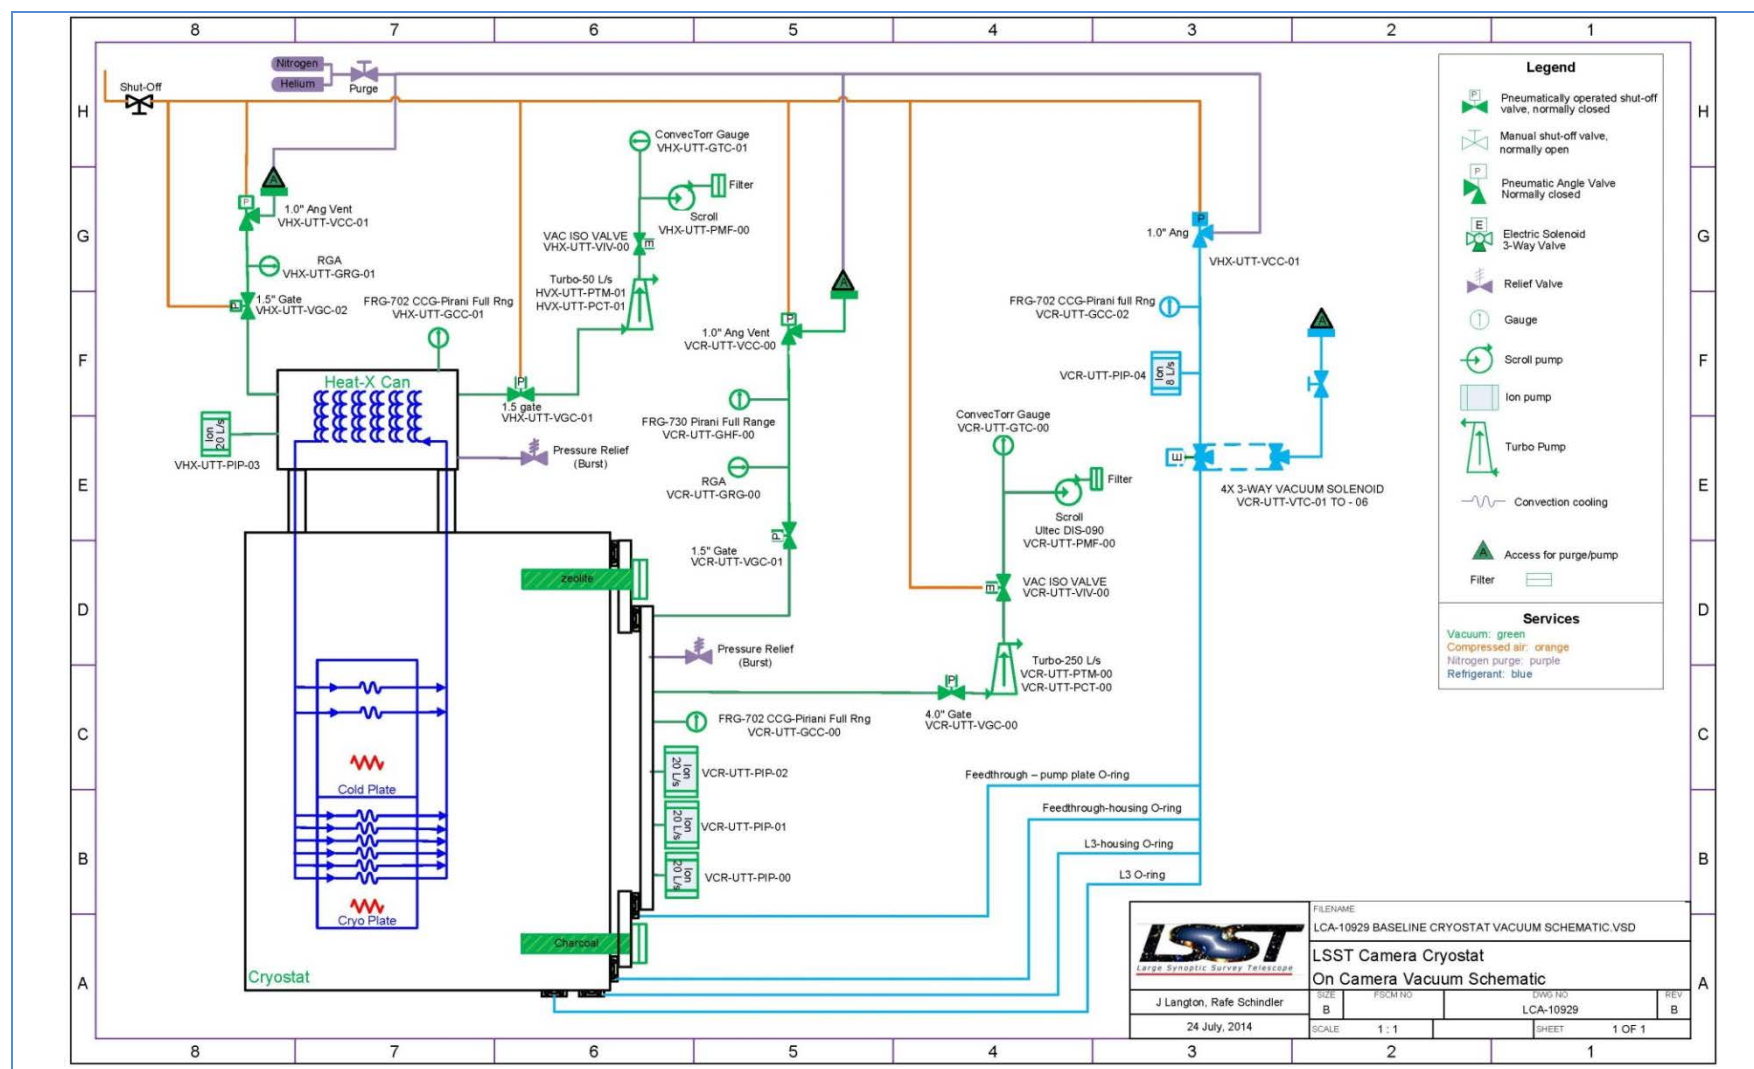 8 7 6 5 4 3 2 1
H
G
F
E
D
C
B
A
Nitrogen
Helium
Purge
Shut-Off
A
P
1.0" Ang Vent
VHX-UTT-VCC-01
RGA
VHX-UTT-GRG-01
P
1.5" Gate
VHX-UTT-VGC-02
FRG-702 CCG-Pirani Full Rng
VHX-UTT-GCC-01
Heat-X Can
Ion
20 L/s
VHX-UTT-PIP-03
P
1.5 gate
VHX-UTT-VGC-01
Pressure Relief
(Burst)
ConvecTorr Gauge
VHX-UTT-GTC-01
Filter
Scroll
VHX-UTT-PMF-00
VAC ISO VALVE
VHX-UTT-VIV-00
E
Turbo-50 L/s
HVX-UTT-PTM-01
HVX-UTT-PCT-01
A
P
1.0" Ang Vent
VCR-UTT-VCC-00
FRG-730 Pirani Full Range
VCR-UTT-GHF-00
RGA
VCR-UTT-GRG-00
P
1.5" Gate
VCR-UTT-VGC-01
zeolite
Pressure Relief
(Burst)
ConvecTorr Gauge
VCR-UTT-GTC-00
Filter
Scroll
Ultec DIS-090
VCR-UTT-PMF-00
E
VAC ISO VALVE
VCR-UTT-VIV-00
Turbo-250 L/s
VCR-UTT-PTM-00
VCR-UTT-PCT-00
P
4.0" Gate
VCR-UTT-VGC-00
FRG-702 CCG-Piriani Full Rng
VCR-UTT-GCC-00
Ion
20 L/s
VCR-UTT-PIP-02
Ion
20 L/s
VCR-UTT-PIP-01
Ion
20 L/s
VCR-UTT-PIP-00
Cold Plate
Cryo Plate
Charcoal
Cryostat
P
1.0" Ang
VHX-UTT-VCC-01
FRG-702 CCG-Pirani full Rng
VCR-UTT-GCC-02
A
VCR-UTT-PIP-04
Ion
8 L/s
E
4X 3-WAY VACUUM SOLENOID
VCR-UTT-VTC-01 TO - 06
Feedthrough – pump plate O-ring
Feedthrough-housing O-ring
L3-housing O-ring
L3 O-ring
Legend
P
Pneumatically operated shut-off
valve, normally closed
Manual shut-off valve,
normally open
P
Pneumatic Angle Valve
Normally closed
E
Electric Solenoid
3-Way Valve
Relief Valve
Gauge
Scroll pump
Ion pump
Turbo Pump
Convection cooling
A
Access for purge/pump
Filter
Services
Vacuum: green
Compressed air: orange
Nitrogen purge: purple
Refrigerant: blue
LSST
Large Synoptic Survey Telescope
J Langton, Rafe Schindler
24 July, 2014
FILENAME
LCA-10929 BASELINE CRYOSTAT VACUUM SCHEMATIC.VSD
LSST Camera Cryostat
On Camera Vacuum Schematic
SIZE
B
FSCM NO
DWG NO
LCA-10929
REV
B
SCALE
1 : 1
SHEET
1 OF 1
H
G
F
E
D
C
B
A
8 7 6 5 4 3 2 1